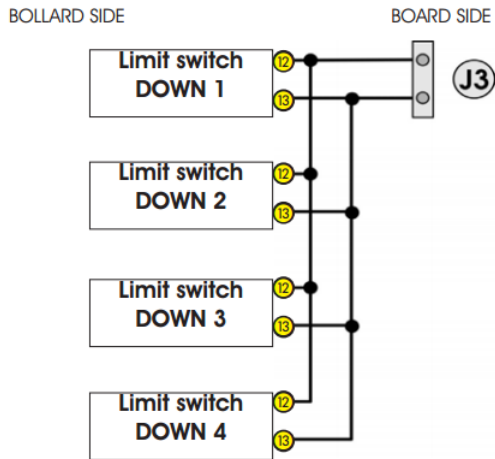 BOLLARD SIDE
BOARD SIDE
Limit switch
DOWN 1
12
13
J3
Limit switch
DOWN 2
12
13
Limit switch
DOWN 3
12
13
Limit switch
DOWN 4
12
13